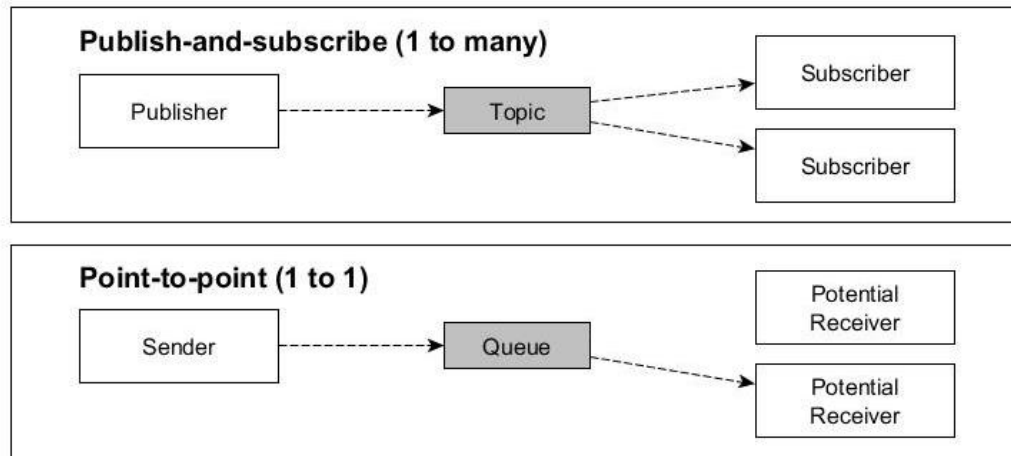 Publish-and-subscribe (1 to many)
Publisher
Topic
Subscriber
Subscriber
Point-to-point (1 to 1)
Sender
Queue
Potential
Receiver
Potential
Receiver